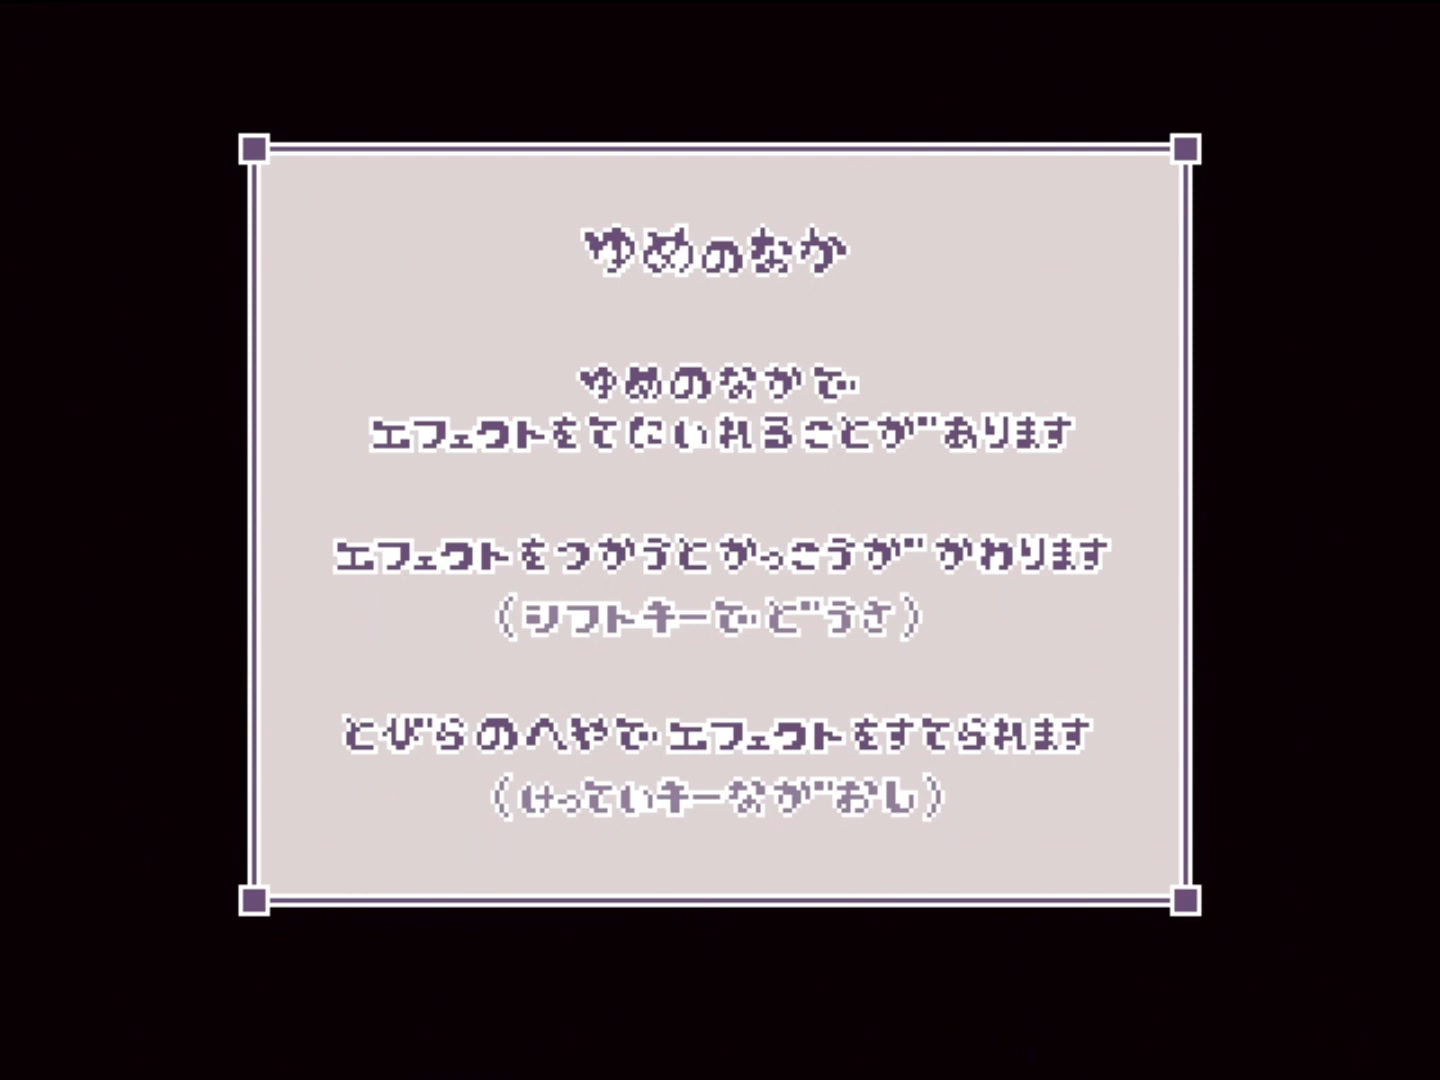 ゆめのなか
ゆめのなかで
エフェクトをてにいれることがあります
エフェクトをつかうとかっこうがかわります
(シフトキーでどうさ)
とびらのへやでエフェクトをすてられます
(けっていキーながおし)